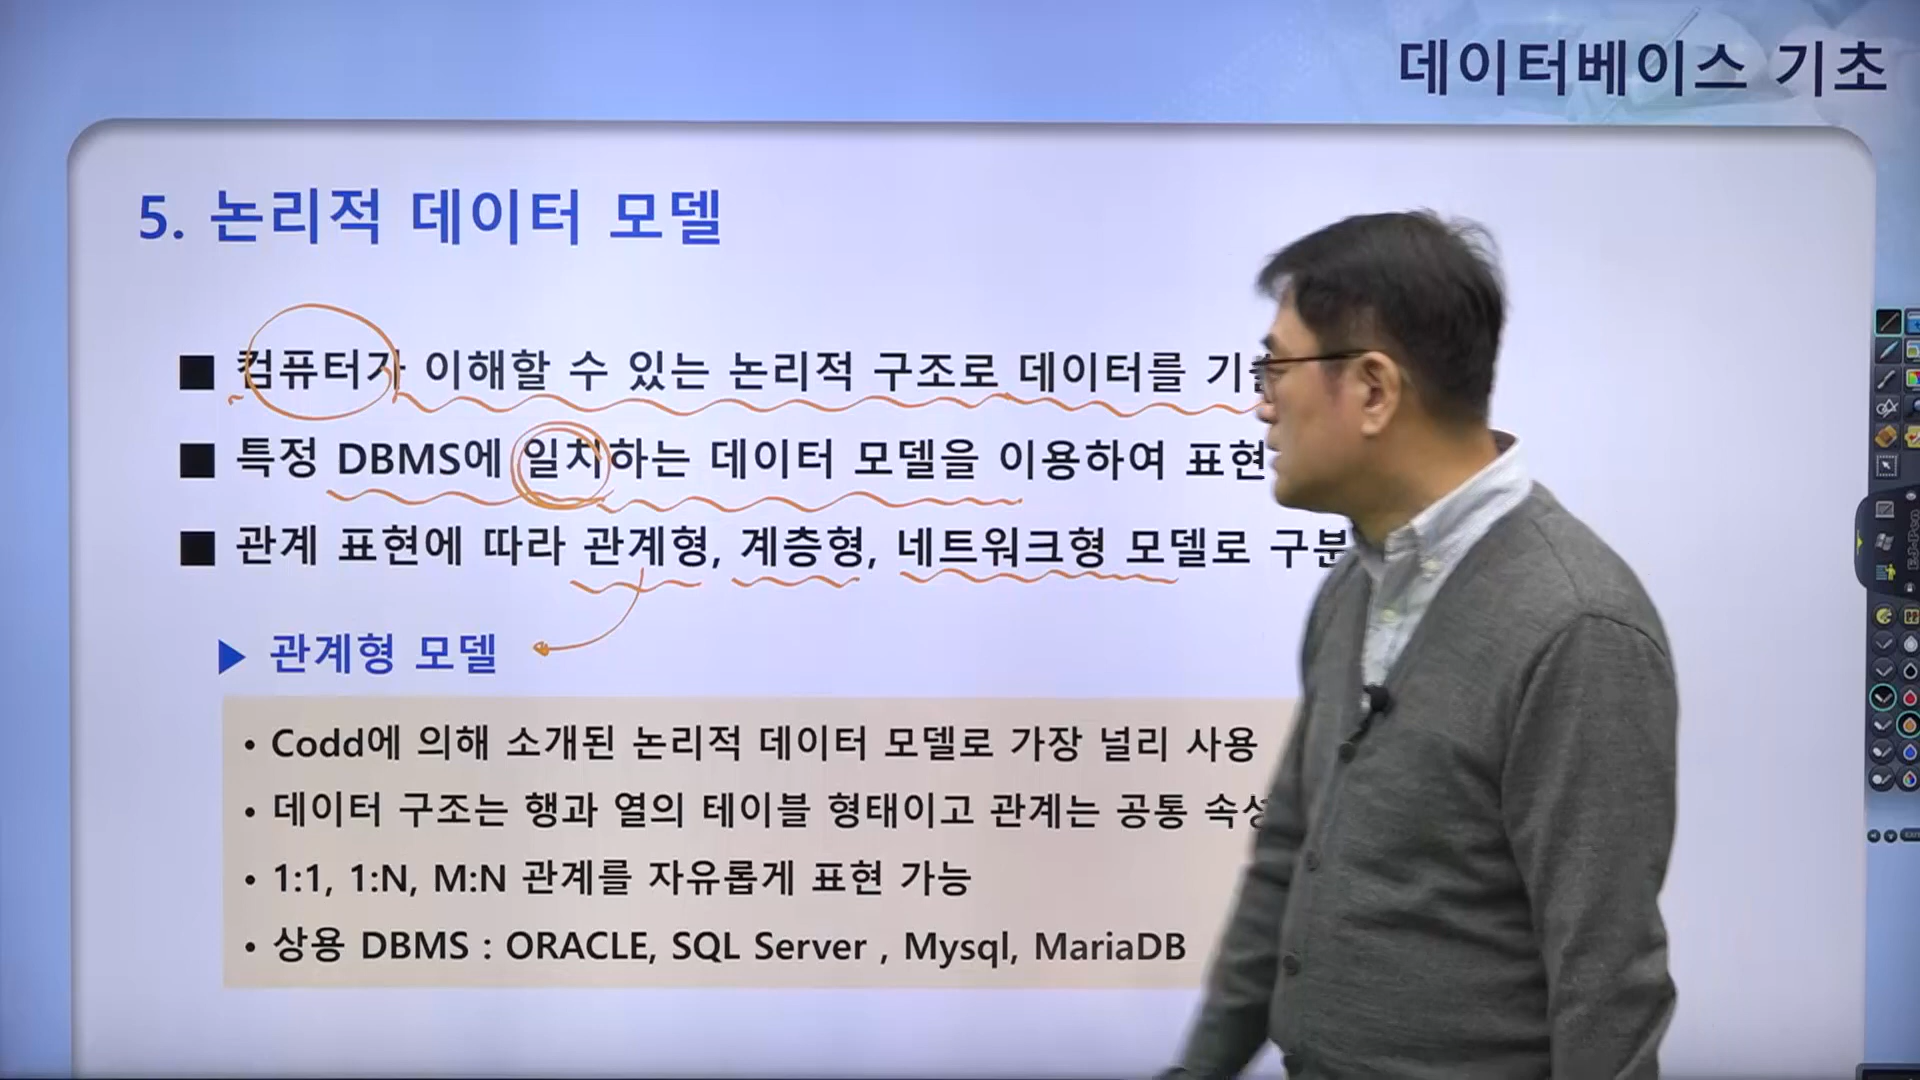 데이터베이스 기초
5. 논리적 데이터 모델
■ 컴퓨터가 이해할 수 있는 논리적 구조로 데이터를
■ 특정 DBMS에 일치하는 데이터 모델을 이용하여 표현
■ 관계 표현에 따라 관계형, 계층형, 네트워크형 모델로 구분
▶ 관계형 모델
• Codd에 의해 소개된 논리적 데이터 모델로 가장 널리 사용
• 데이터 구조는 행과 열의 테이블 형태이고 관계는 공통 속성
• 1:1, 1:N, M:N 관계를 자유롭게 표현 가능
• 상용 DBMS : ORACLE, SQL Server , Mysql, MariaDB